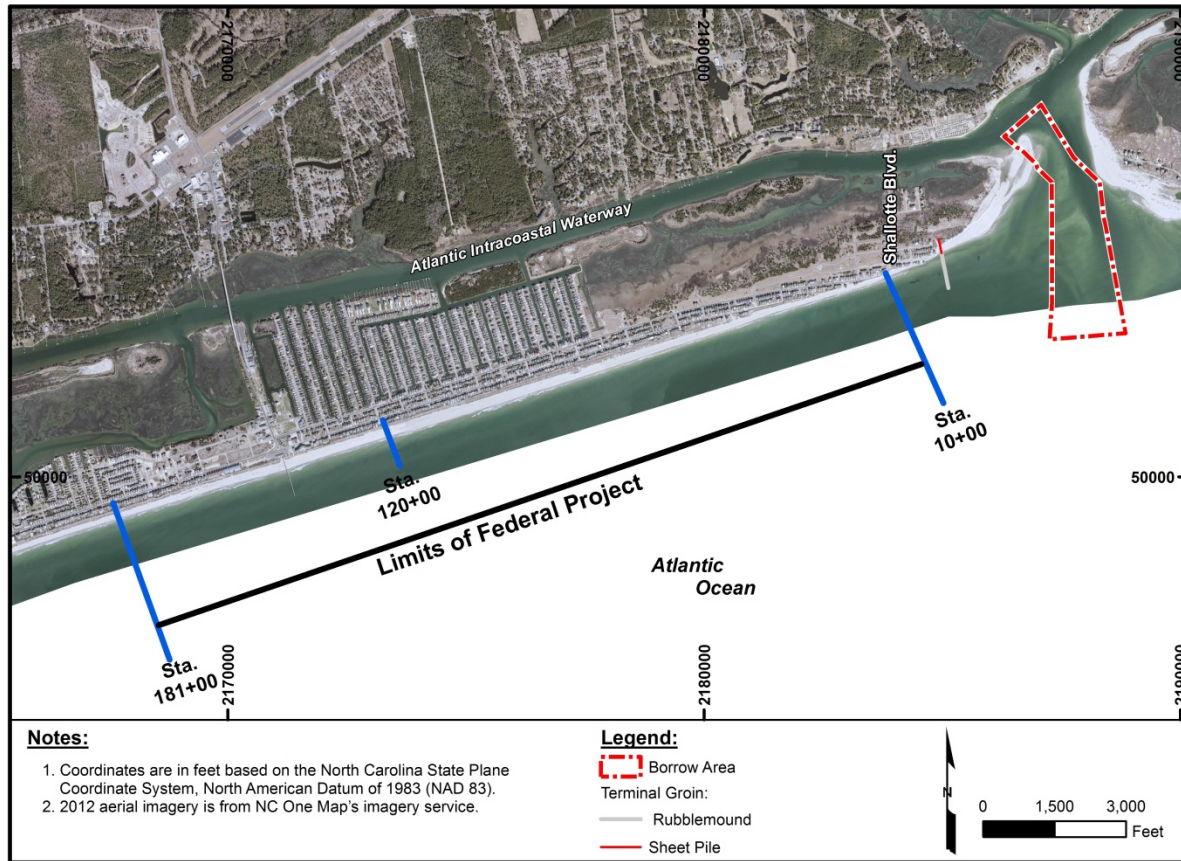 2170000
2180000
2190000
Shallotte Blvd.
Atlantic Intracoastal Waterway
Sta.
10+00
50000
50000
Sta.
120+00
Limits of Federal Project
Atlantic
Ocean
Sta.
181+00
2170000
2180000
2190000
Notes:
1. Coordinates are in feet based on the North Carolina State Plane
Coordinate System, North American Datum of 1983 (NAD 83).
2. 2012 aerial imagery is from NC One Map's imagery service.
Legend:
Borrow Area
Terminal Groin:
Rubblemound
Sheet Pile
N
0 1,500 3,000
Feet